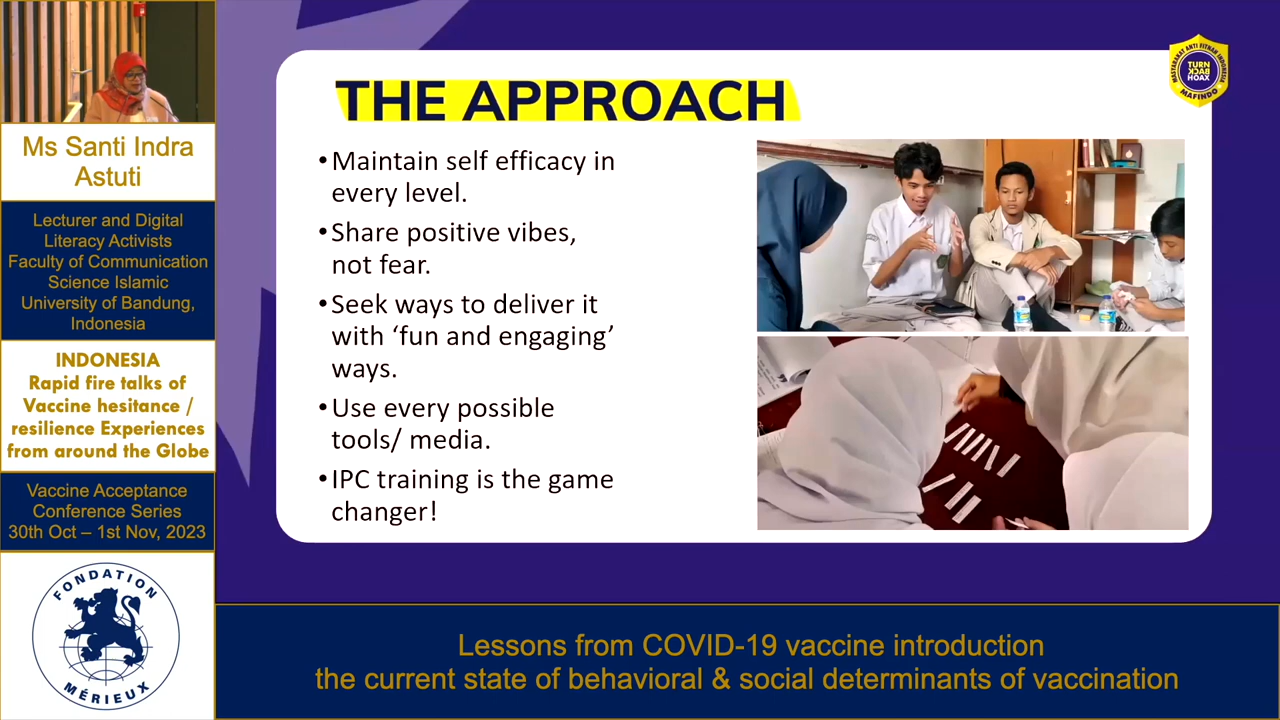 Ms Santi Indra
Astuti
Lecturer and Digital
Literacy Activists
Faculty of Communication
Science Islamic
University of Bandung,
Indonesia
INDONESIA
Rapid fire talks of
Vaccine hesitance /
resilience Experiences
from around the Globe
Vaccine Acceptance
Conference Series
30th Oct – 1st Nov, 2023
FONDATION
MÉRIEUX
THE APPROACH
•Maintain self efficacy in
every level.
•Share positive vibes,
not fear.
•Seek ways to deliver it
with ‘fun and engaging’
ways.
•Use every possible
tools/ media.
•IPC training is the game
changer!
MASYARAKAT ANTI FITNAH INDONESIA
TURN
BACK
HOAX
MAFINDO
Lessons from COVID-19 vaccine introduction
the current state of behavioral & social determinants of vaccination